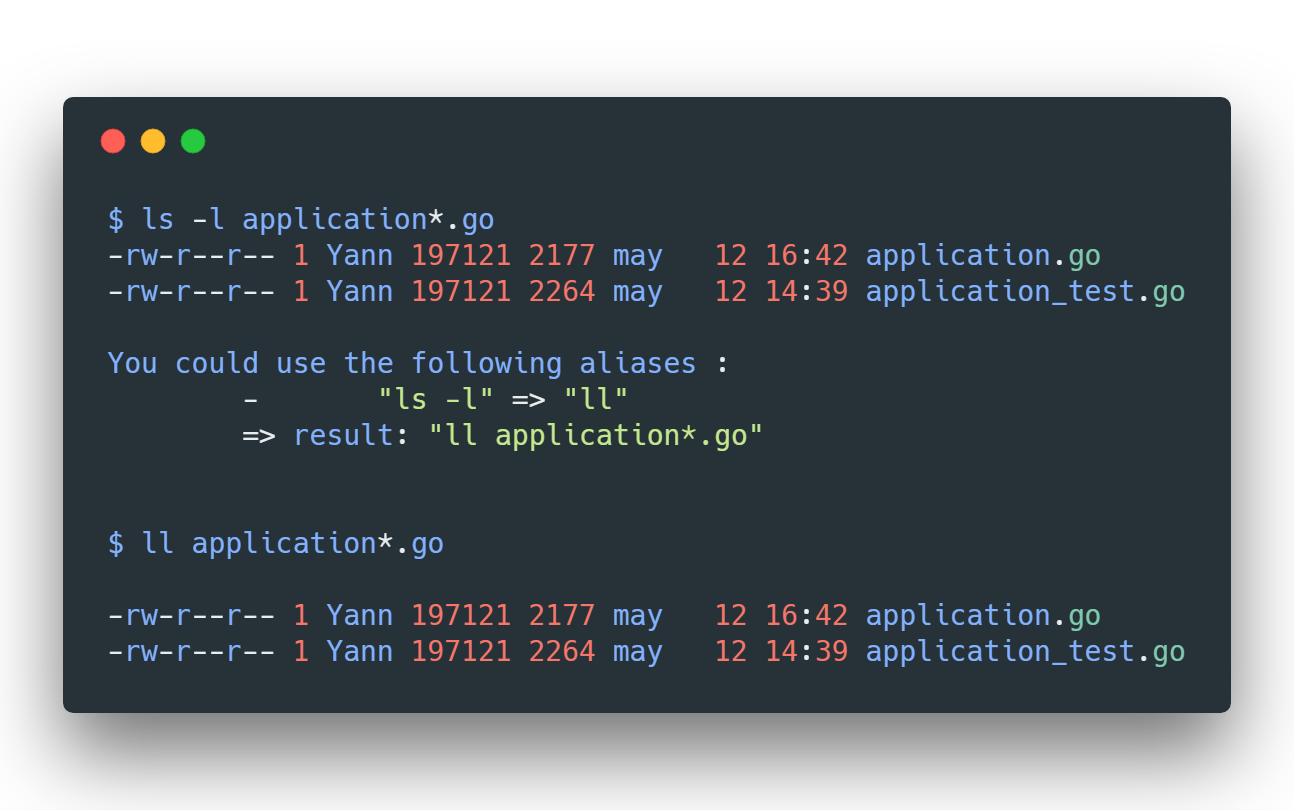 $ ls -l application*.go
-rw-r--r-- 1 Yann 197121 2177 may   12 16:42 application.go
-rw-r--r-- 1 Yann 197121 2264 may   12 14:39 application_test.go
You could use the following aliases :
        -       "ls -l" => "ll"
        => result: "ll application*.go"
$ ll application*.go
-rw-r--r-- 1 Yann 197121 2177 may   12 16:42 application.go
-rw-r--r-- 1 Yann 197121 2264 may   12 14:39 application_test.go